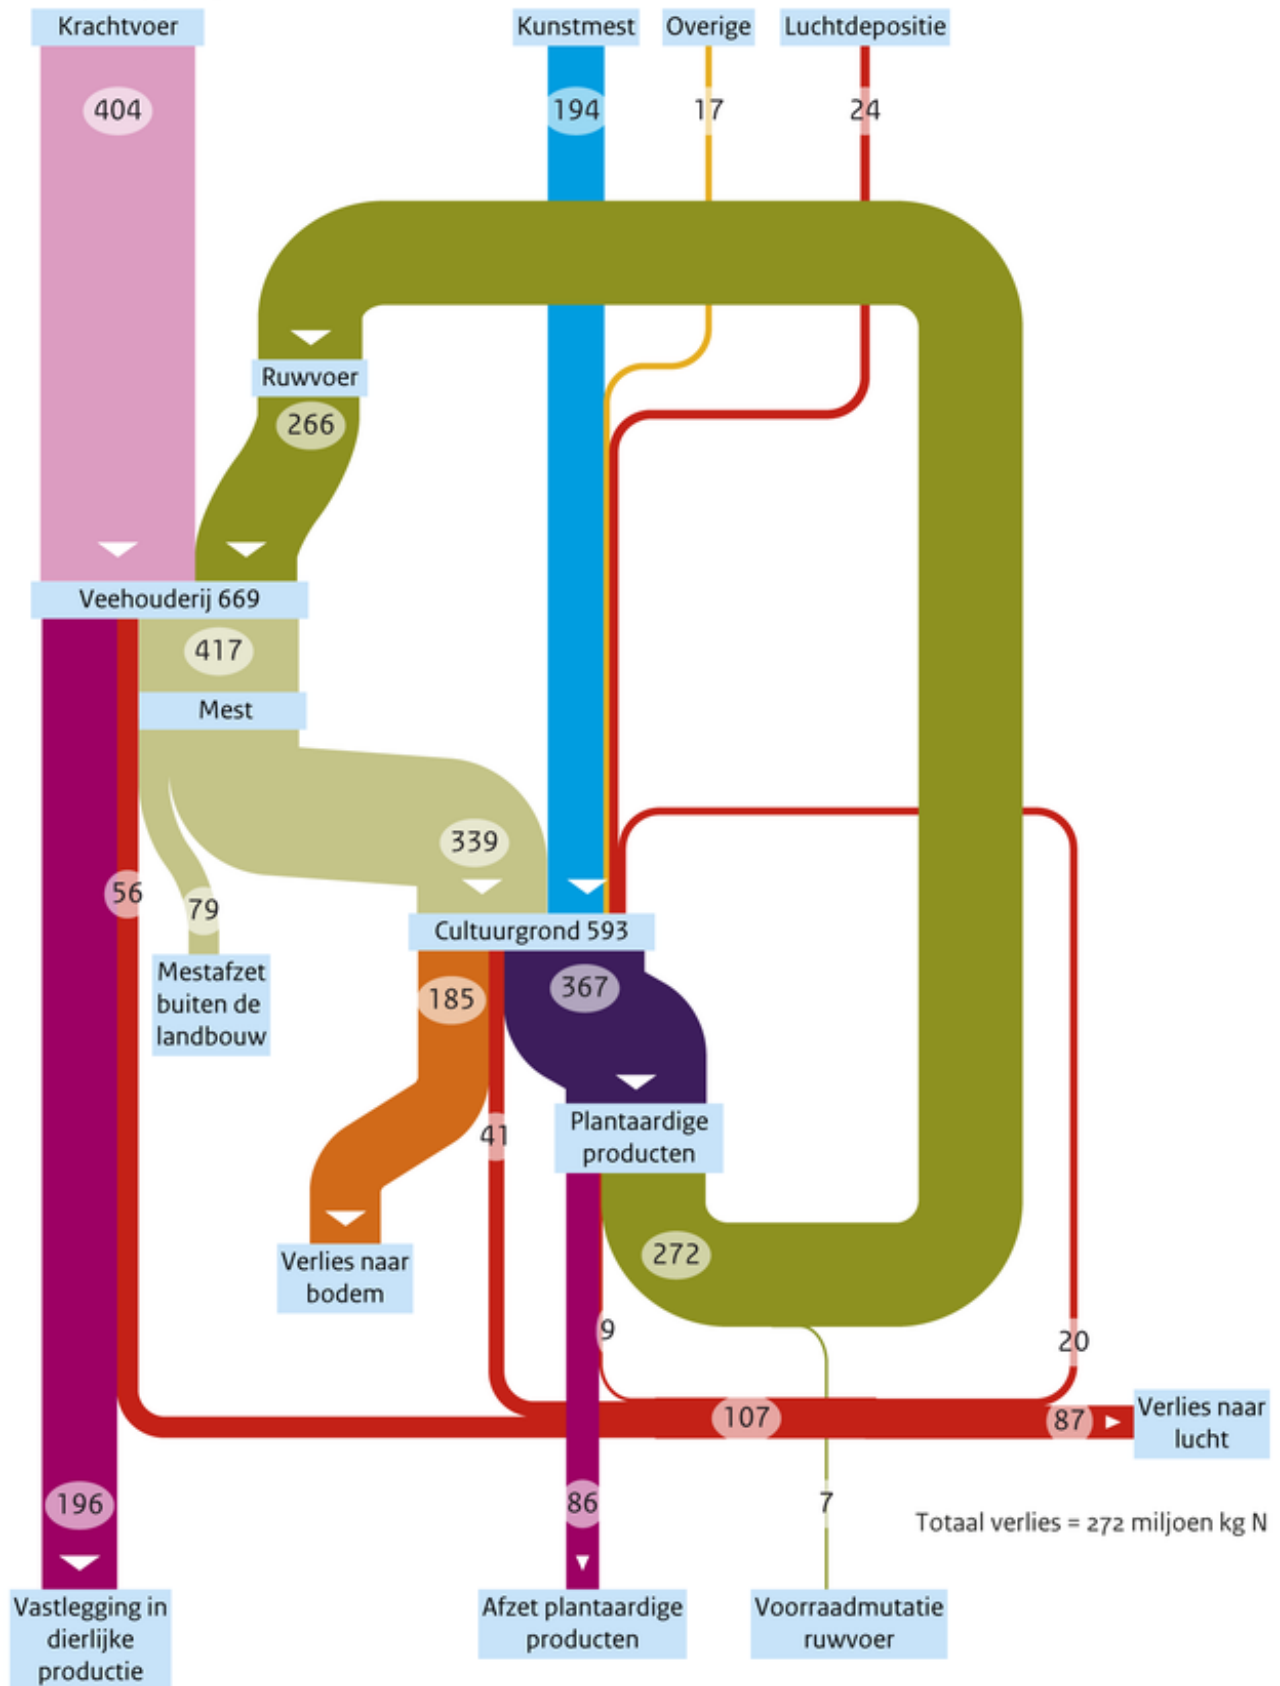 Krachtvoer
Kunstmest
Overige
Luchtdepositie
404
194
17
24
Ruwvoer
266
Veehouderij 669
417
Mest
339
56
79
Cultuurgrond 593
Mestafzet
buiten de
landbouw
185
367
41
Plantaardige
producten
272
Verlies naar
bodem
9
20
107
87
Verlies naar
lucht
196
86
7
Totaal verlies = 272 miljoen kg N
Vastlegging in
dierlijke
productie
Afzet plantaardige
producten
Voorraadmutatie
ruwvoer